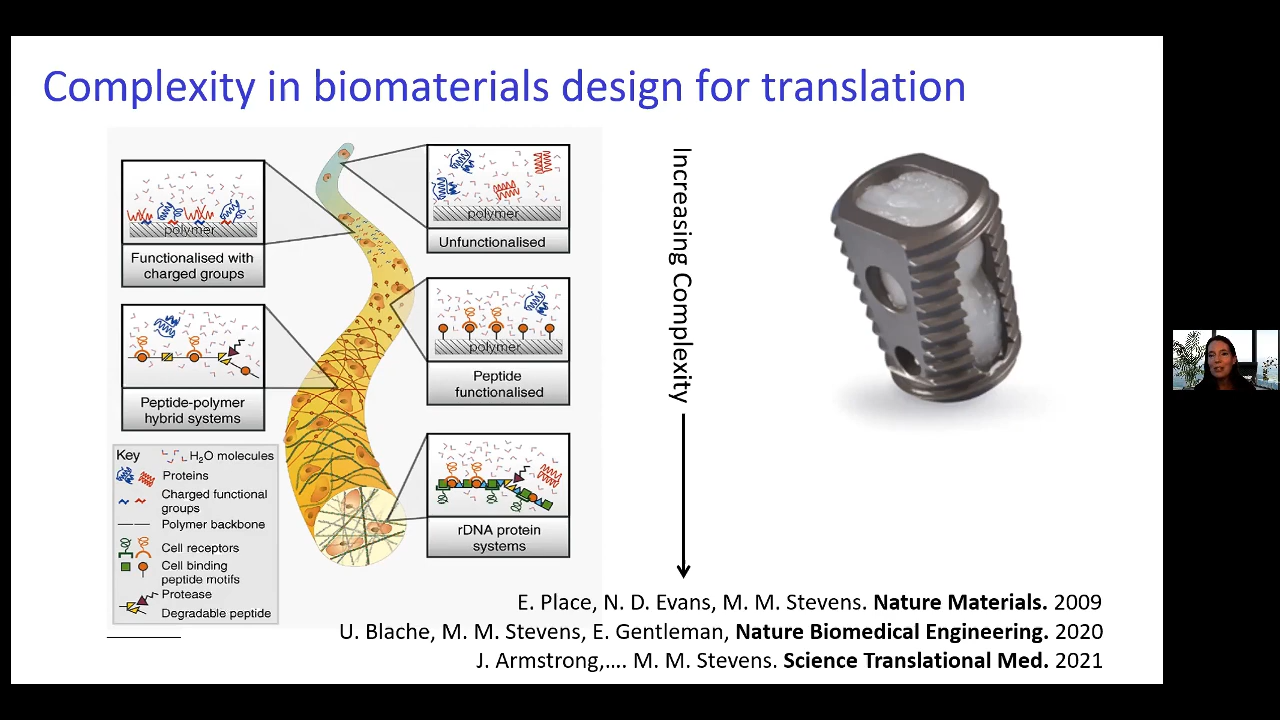 Complexity in biomaterials design for translation
polymer
Functionalised with
charged groups
polymer
Unfunctionalised
Peptide-polymer
hybrid systems
polymer
Peptide
functionalised
rDNA protein
systems
Key
H₂O molecules
Proteins
Charged functional
groups
Polymer backbone
Cell receptors
Cell binding
peptide motifs
Protease
Degradable peptide
Increasing Complexity
E. Place, N. D. Evans, M. M. Stevens. Nature Materials. 2009
U. Blache, M. M. Stevens, E. Gentleman, Nature Biomedical Engineering. 2020
J. Armstrong,…. M. M. Stevens. Science Translational Med. 2021